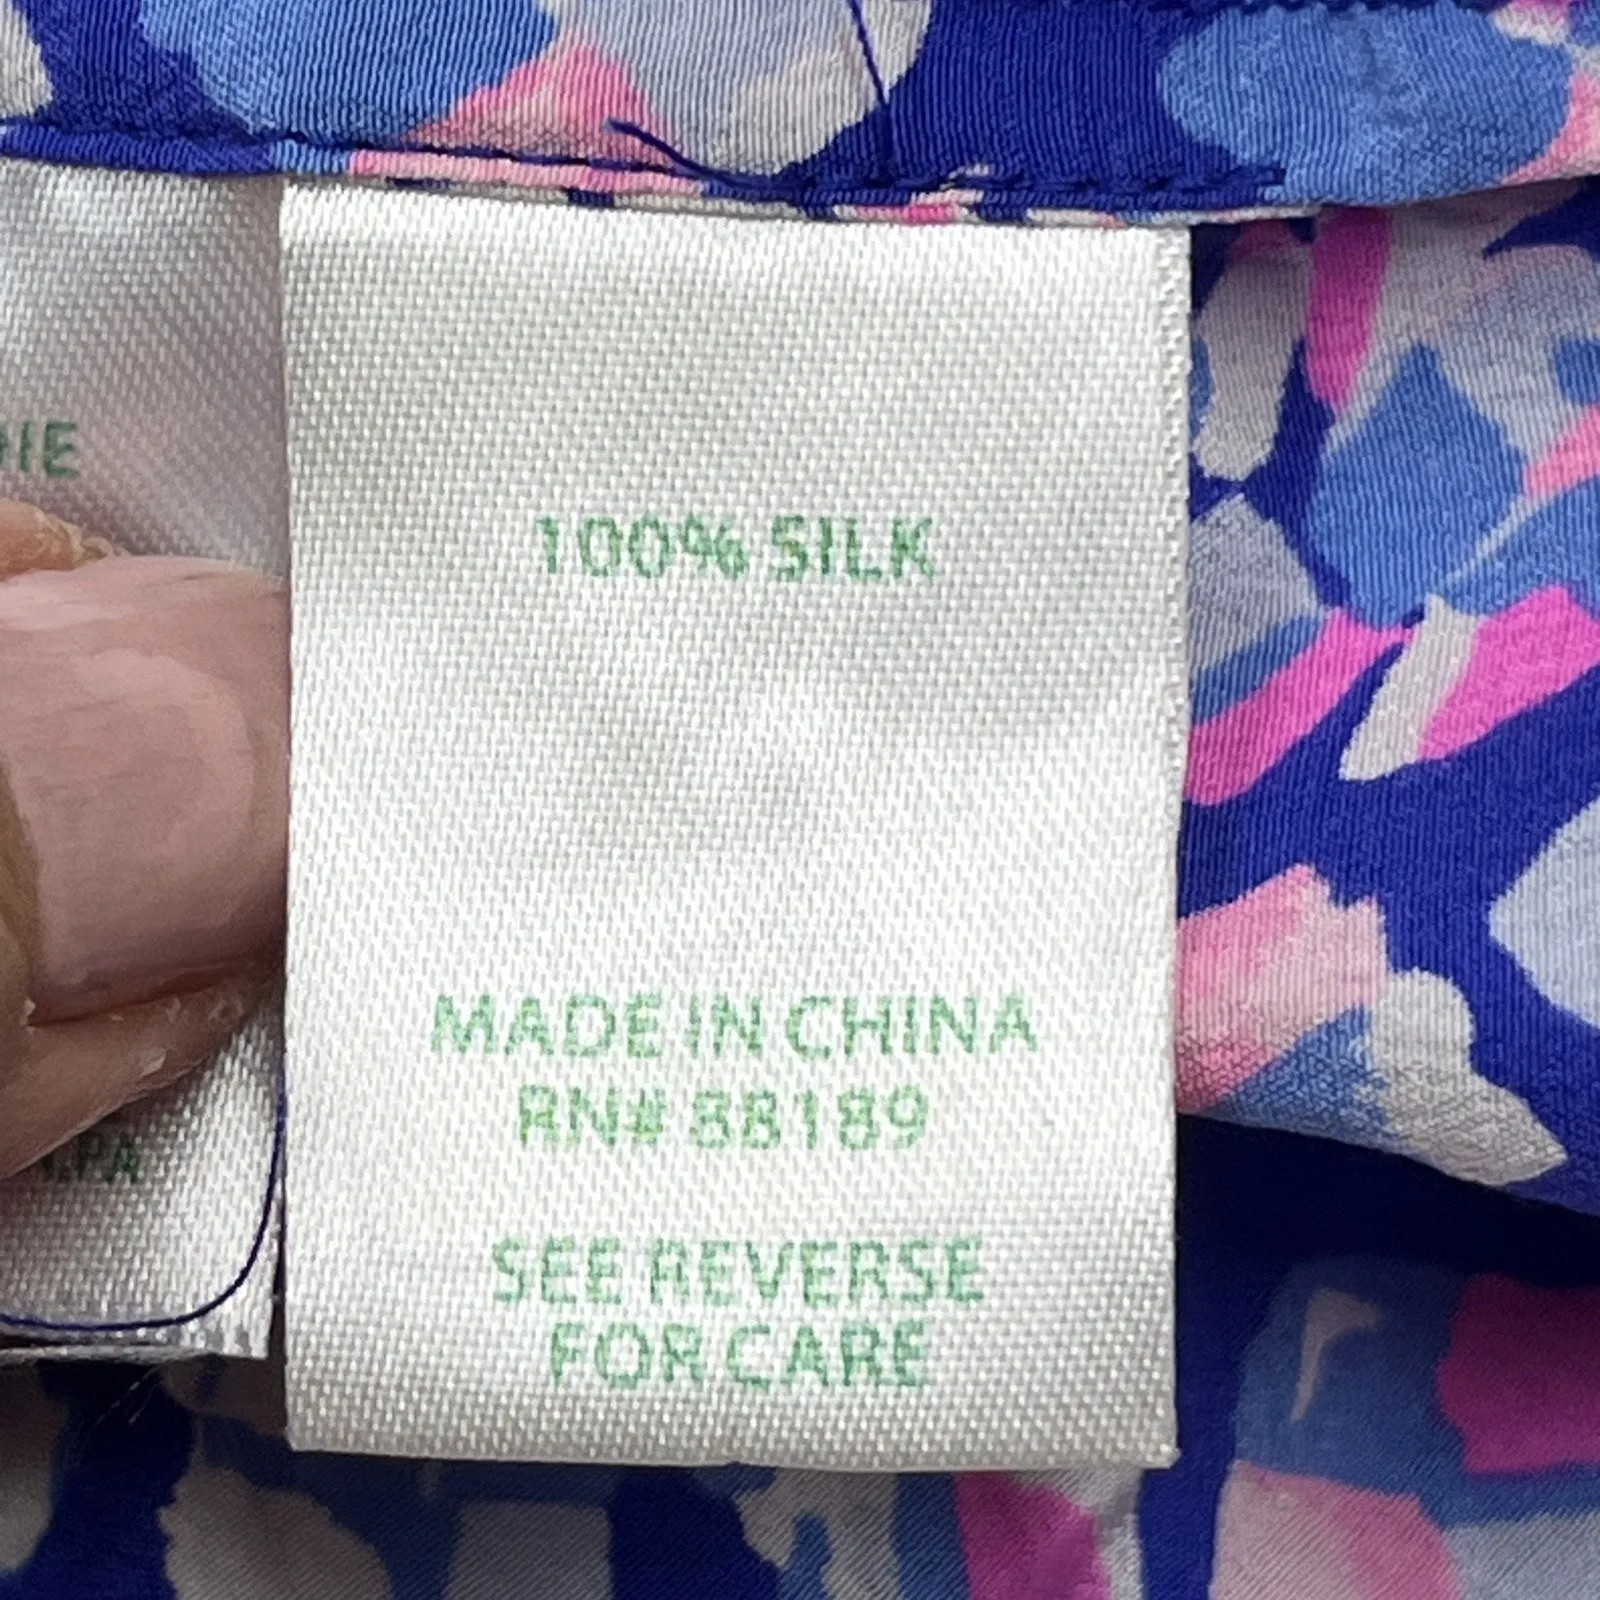 100% SILK
MADE IN CHINA
RN# 88189
SEE REVERSE
FOR CARE